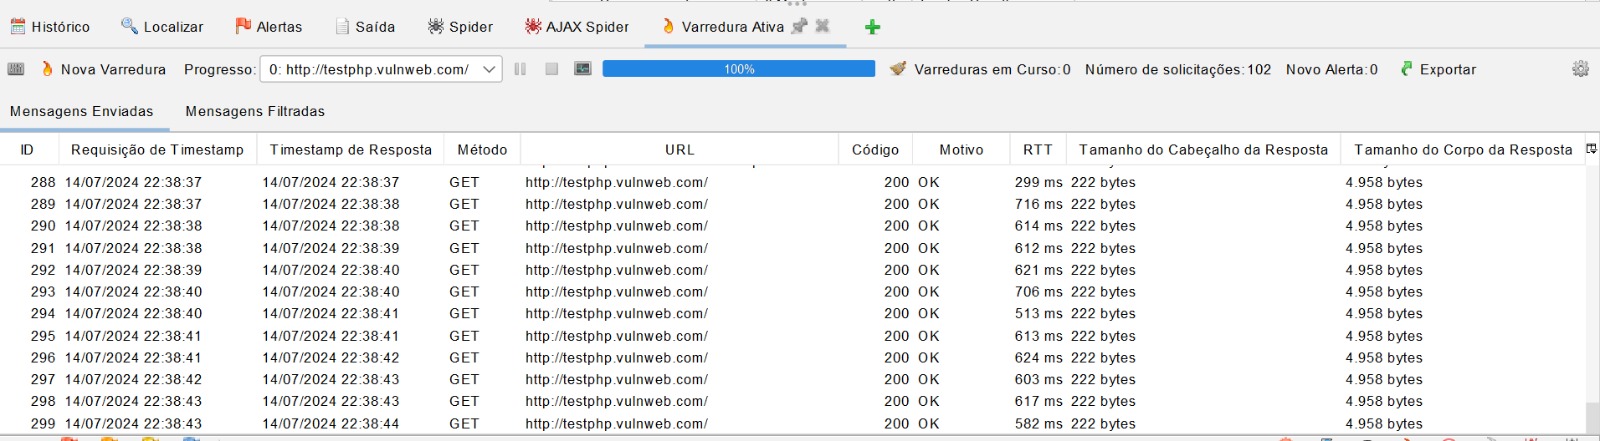 Histórico Localizar Alertas Saída Spider AJAX Spider Varredura Ativa
Nova Varredura Progresso: 0: http://testphp.vulnweb.com/ 100% Varreduras em Curso:0 Número de solicitações:102 Novo Alerta:0 Exportar
Mensagens Enviadas Mensagens Filtradas
ID Requisição de Timestamp Timestamp de Resposta Método URL Código Motivo RTT Tamanho do Cabeçalho da Resposta Tamanho do Corpo da Resposta
288 14/07/2024 22:38:37 14/07/2024 22:38:37 GET http://testphp.vulnweb.com/ 200 OK 299 ms 222 bytes 4.958 bytes
289 14/07/2024 22:38:37 14/07/2024 22:38:38 GET http://testphp.vulnweb.com/ 200 OK 716 ms 222 bytes 4.958 bytes
290 14/07/2024 22:38:38 14/07/2024 22:38:38 GET http://testphp.vulnweb.com/ 200 OK 614 ms 222 bytes 4.958 bytes
291 14/07/2024 22:38:38 14/07/2024 22:38:39 GET http://testphp.vulnweb.com/ 200 OK 612 ms 222 bytes 4.958 bytes
292 14/07/2024 22:38:39 14/07/2024 22:38:40 GET http://testphp.vulnweb.com/ 200 OK 621 ms 222 bytes 4.958 bytes
293 14/07/2024 22:38:40 14/07/2024 22:38:40 GET http://testphp.vulnweb.com/ 200 OK 706 ms 222 bytes 4.958 bytes
294 14/07/2024 22:38:40 14/07/2024 22:38:41 GET http://testphp.vulnweb.com/ 200 OK 513 ms 222 bytes 4.958 bytes
295 14/07/2024 22:38:41 14/07/2024 22:38:41 GET http://testphp.vulnweb.com/ 200 OK 613 ms 222 bytes 4.958 bytes
296 14/07/2024 22:38:41 14/07/2024 22:38:42 GET http://testphp.vulnweb.com/ 200 OK 624 ms 222 bytes 4.958 bytes
297 14/07/2024 22:38:42 14/07/2024 22:38:43 GET http://testphp.vulnweb.com/ 200 OK 603 ms 222 bytes 4.958 bytes
298 14/07/2024 22:38:43 14/07/2024 22:38:43 GET http://testphp.vulnweb.com/ 200 OK 617 ms 222 bytes 4.958 bytes
299 14/07/2024 22:38:43 14/07/2024 22:38:44 GET http://testphp.vulnweb.com/ 200 OK 582 ms 222 bytes 4.958 bytes